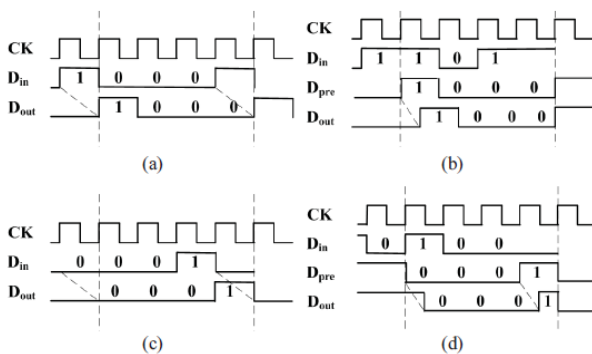 CK
Din 1 0 0 0
Dout 1 0 0 0
(a)
CK
Din 1 1 0 1
Dpre 1 0 0 0
Dout 1 0 0 0
(b)
CK
Din 0 0 0 1
Dout 0 0 0 1
(c)
CK
Din 0 1 0 0
Dpre 0 0 0 1
Dout 0 0 0 1
(d)